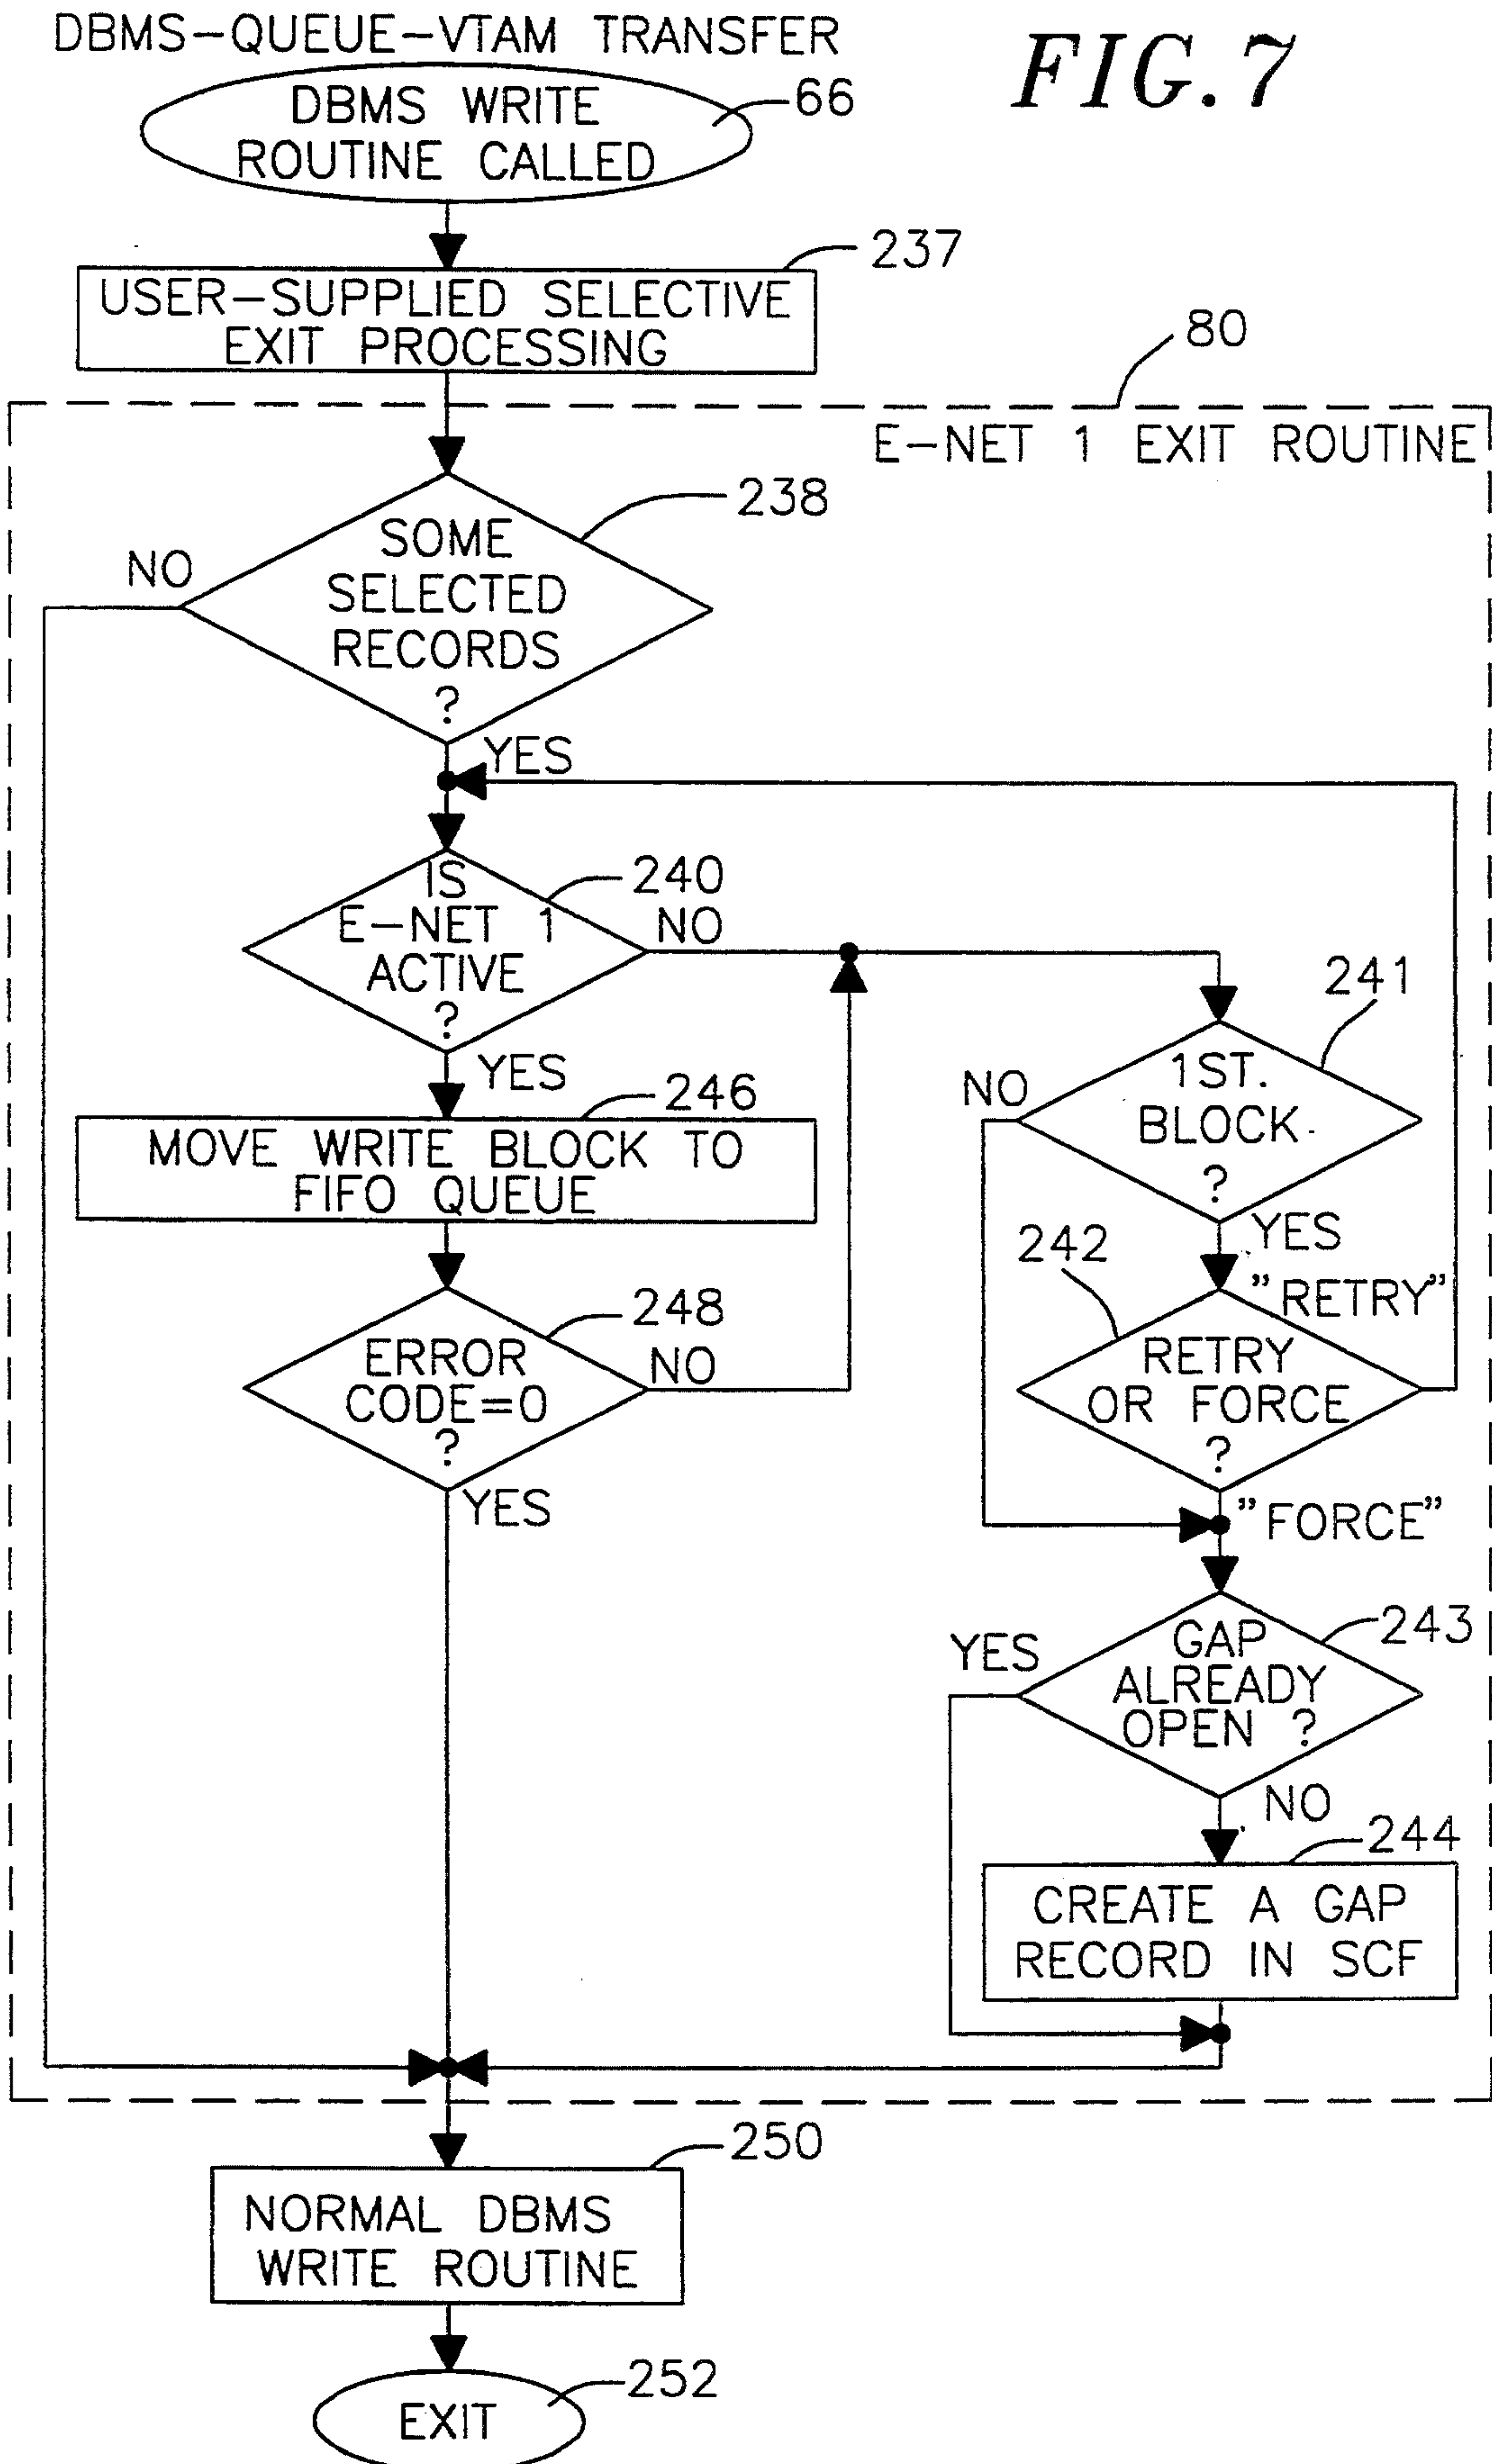 DBMS-QUEUE-VTAM TRANSFER
FIG. 7
DBMS WRITE
ROUTINE CALLED
66
237
USER-SUPPLIED SELECTIVE
EXIT PROCESSING
80
E-NET 1 EXIT ROUTINE
238
SOME
SELECTED
RECORDS
?
NO
YES
240
IS
E-NET 1
ACTIVE
?
NO
YES
241
1ST.
BLOCK
?
NO
YES
246
MOVE WRITE BLOCK TO
FIFO QUEUE
242
"RETRY"
RETRY
OR FORCE
?
"FORCE"
248
ERROR
CODE=0
?
NO
YES
243
GAP
ALREADY
OPEN ?
YES
NO
244
CREATE A GAP
RECORD IN SCF
250
NORMAL DBMS
WRITE ROUTINE
252
EXIT